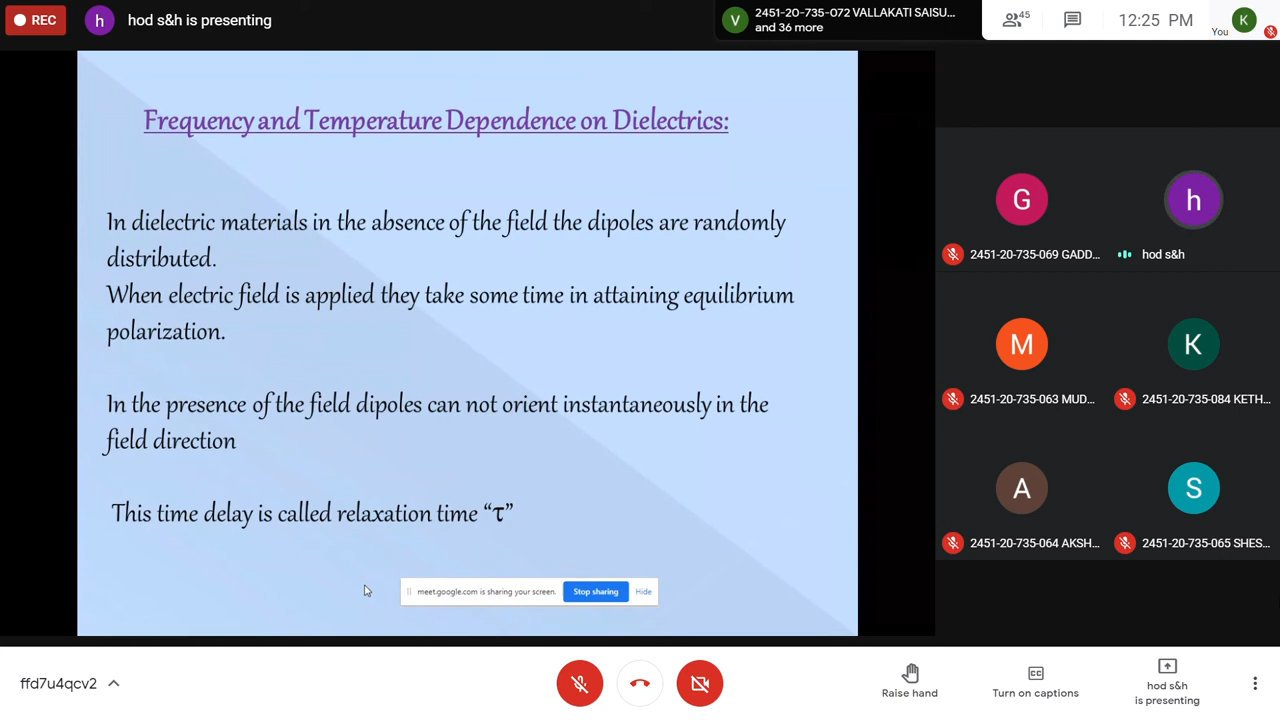 REC
h
hod s&h is presenting
V
2451-20-735-072 VALLAKATI SAISU...
and 36 more
45
12:25 PM
You
K
Frequency and Temperature Dependence on Dielectrics:
In dielectric materials in the absence of the field the dipoles are randomly
distributed.
When electric field is applied they take some time in attaining equilibrium
polarization.
In the presence of the field dipoles can not orient instantaneously in the
field direction
This time delay is called relaxation time “τ”
meet.google.com is sharing your screen.
Stop sharing
Hide
G
2451-20-735-069 GADD...
h
hod s&h
M
2451-20-735-063 MUD...
K
2451-20-735-084 KETH...
A
2451-20-735-064 AKSH...
S
2451-20-735-065 SHES...
ffd7u4qcv2
Raise hand
Turn on captions
hod s&h
is presenting